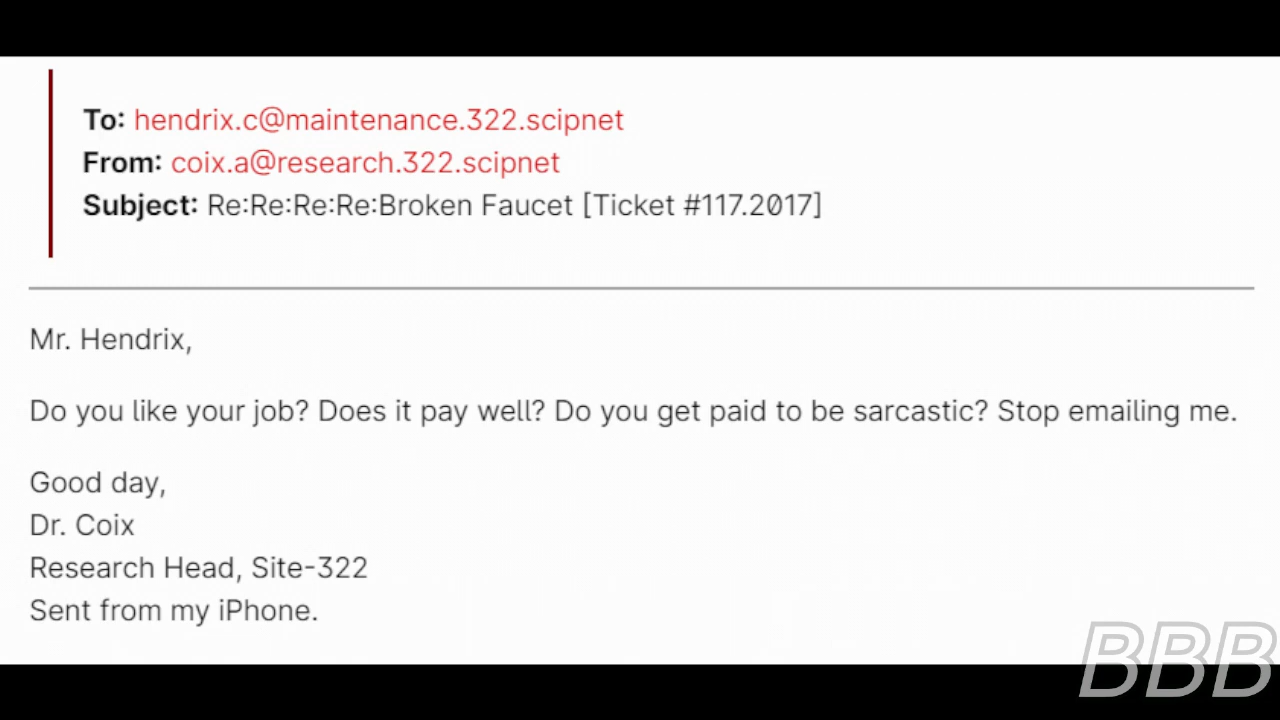 To: hendrix.c@maintenance.322.scipnet
From: coix.a@research.322.scipnet
Subject: Re:Re:Re:Re:Broken Faucet [Ticket #117.2017]
Mr. Hendrix,
Do you like your job? Does it pay well? Do you get paid to be sarcastic? Stop emailing me.
Good day,
Dr. Coix
Research Head, Site-322
Sent from my iPhone.
BBB